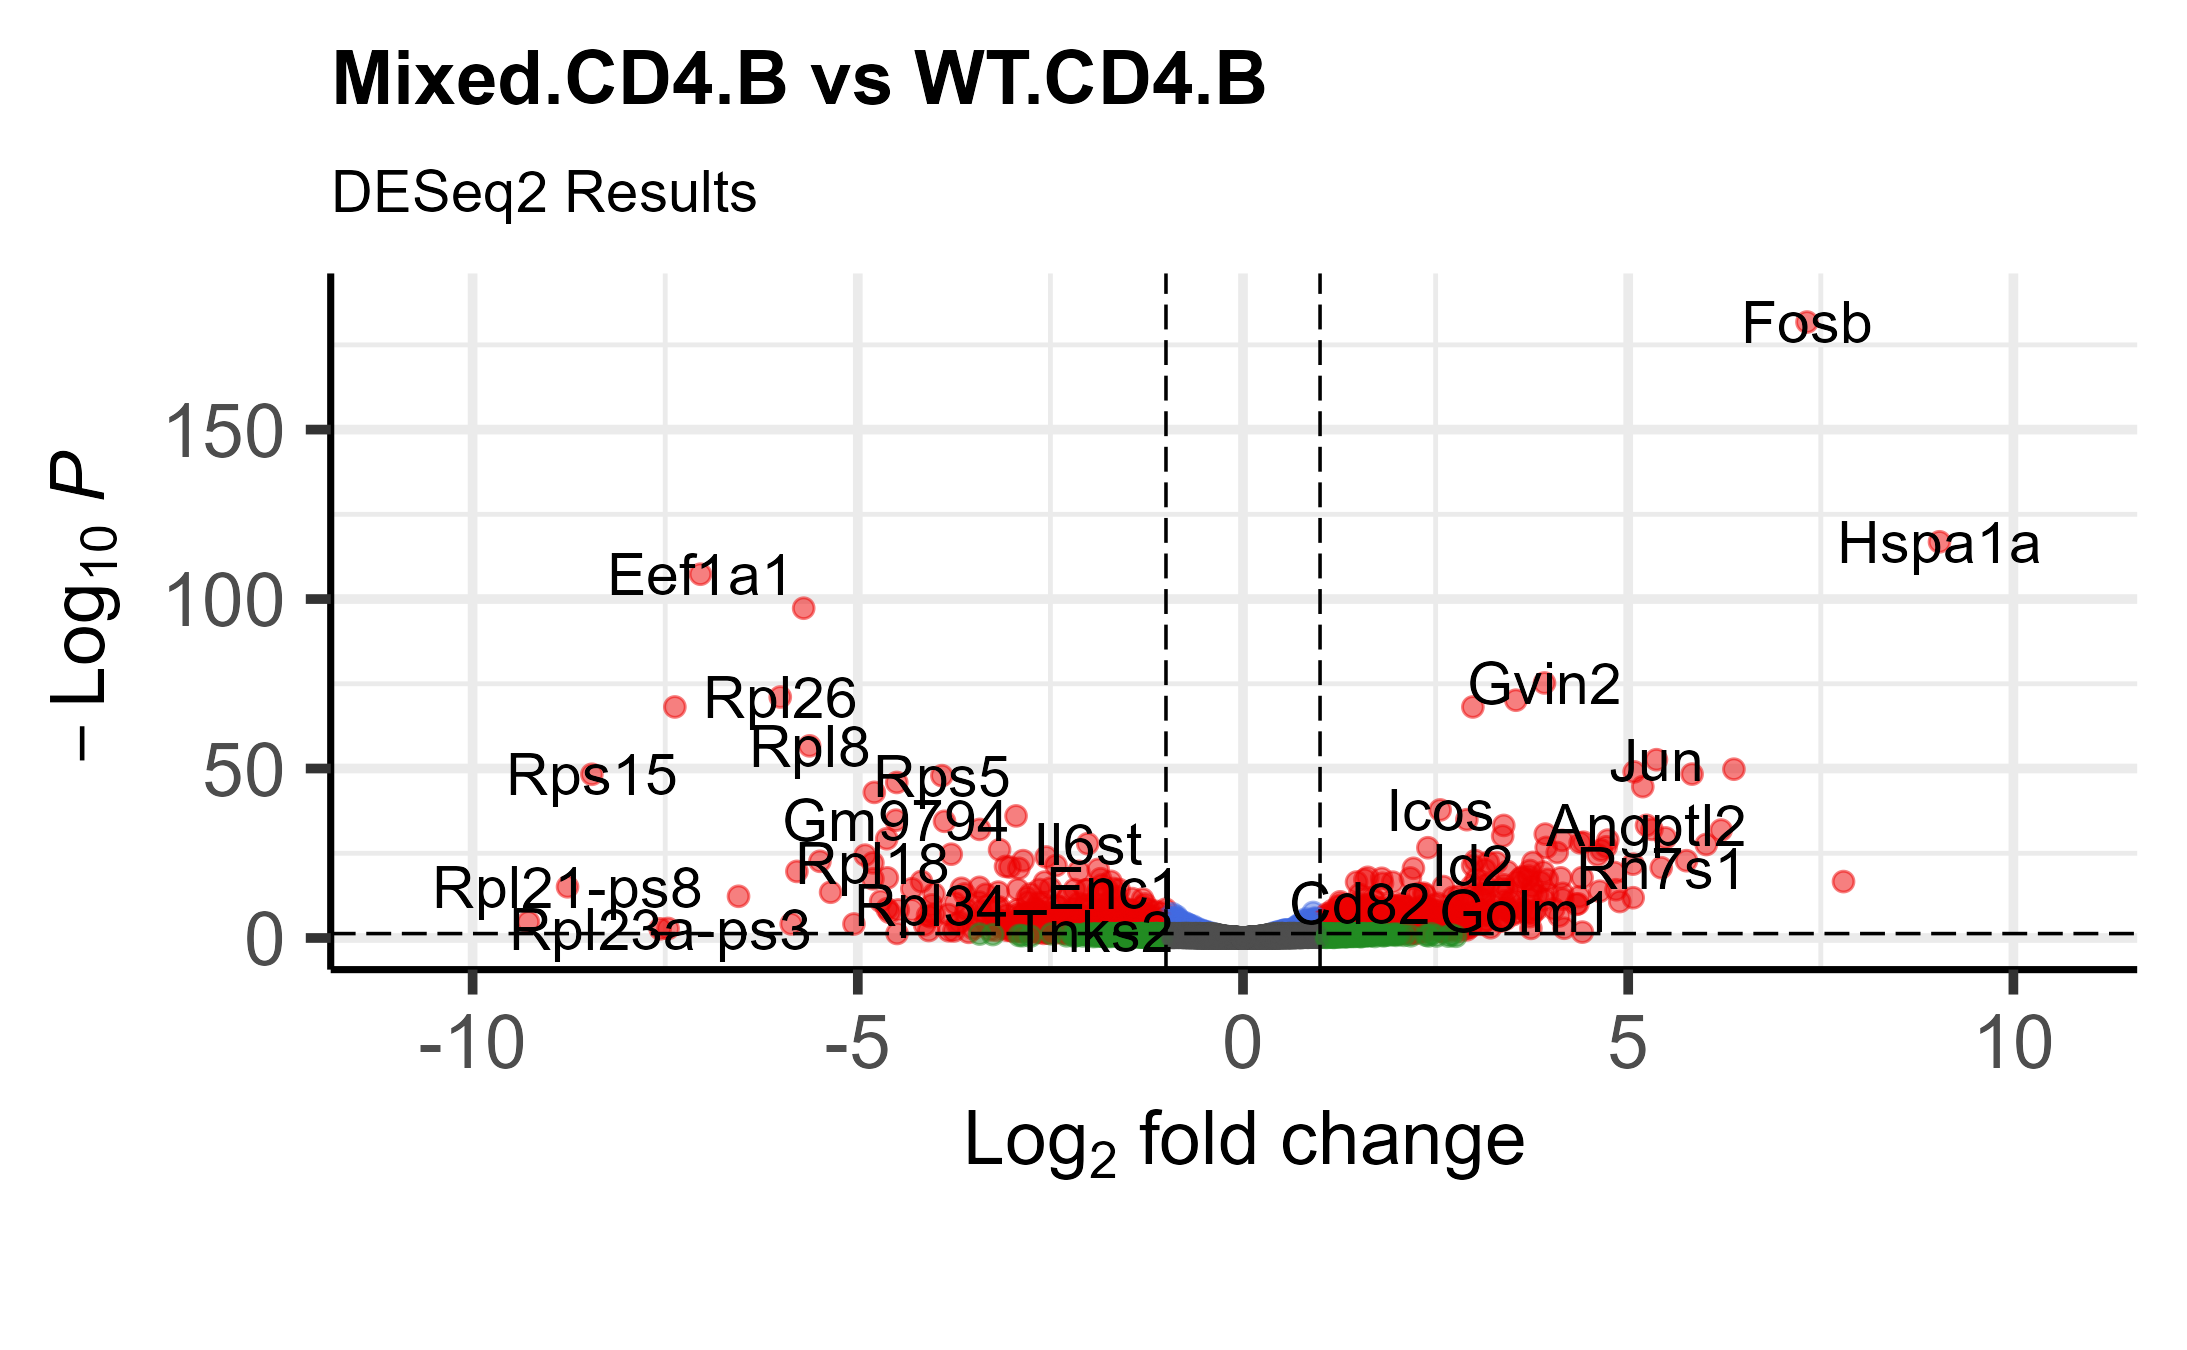 Mixed.CD4.B vs WT.CD4.B
DESeq2 Results
− Log10 P
150
100
50
0
Fosb
Hspa1a
Eef1a1
Gvin2
Rpl26
Rpl8
Jun
Rps15
Rps5
Icos
Gm9794
Angptl2
Il6st
Rpl18
Id2
Rn7s1
Rpl21-ps8
Enc1
Rpl34
Cd82
Golm1
Rpl23a-ps3
Tnks2
-10
-5
0
5
10
Log2 fold change